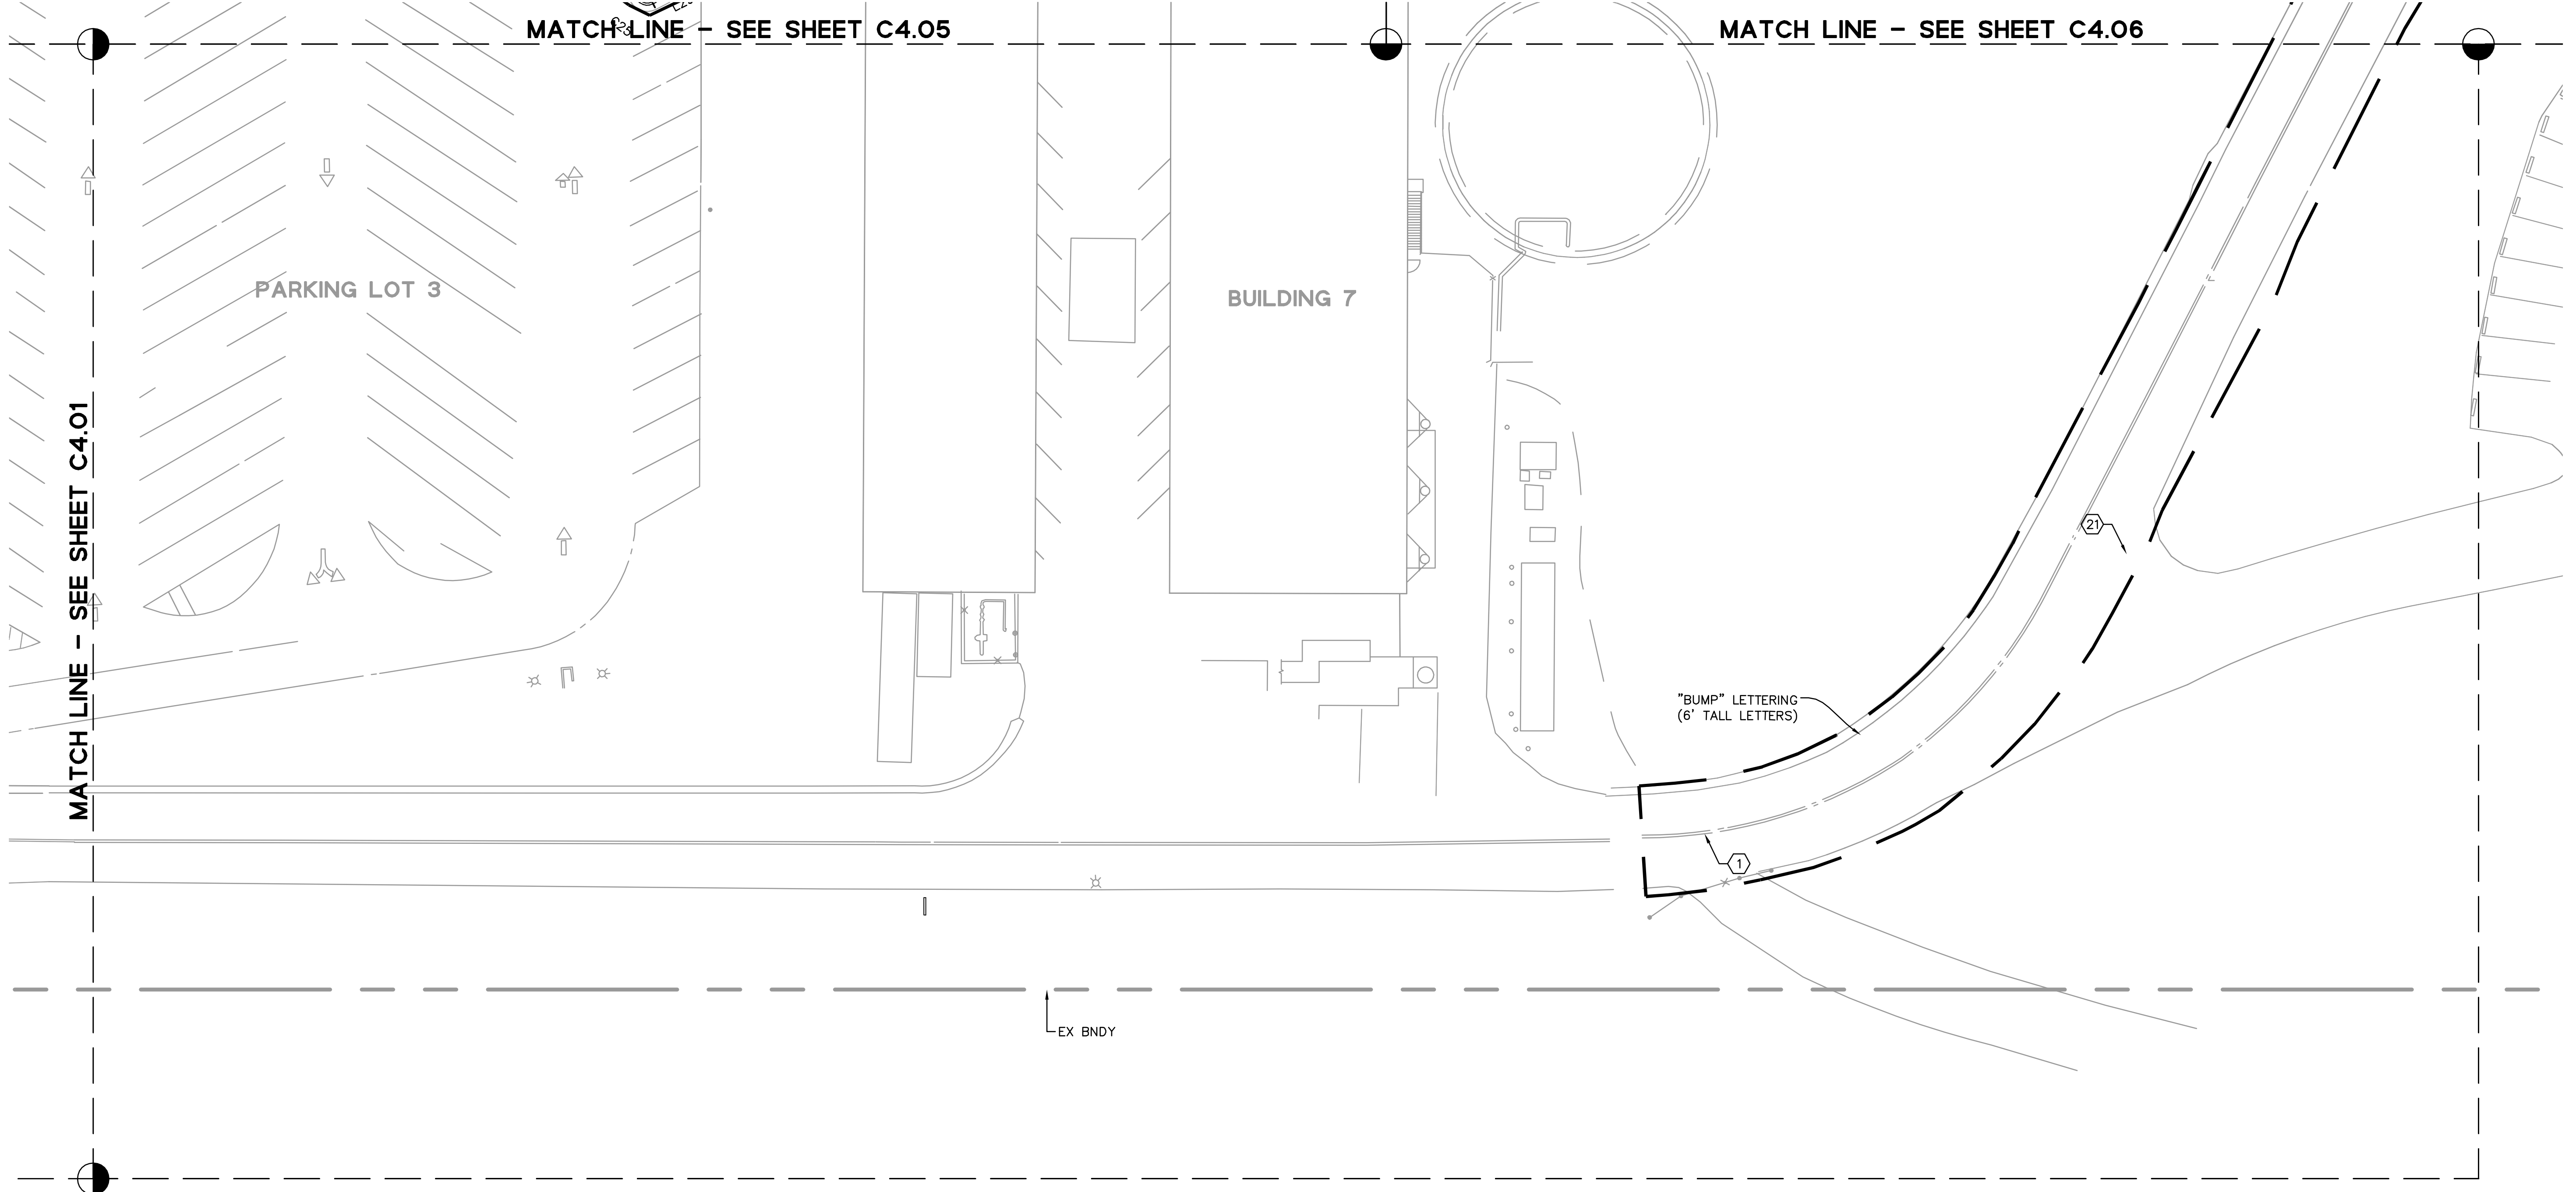 MATCH LINE - SEE SHEET C4.05
MATCH LINE - SEE SHEET C4.06
MATCH LINE - SEE SHEET C4.01
PARKING LOT 3
BUILDING 7
21
"BUMP" LETTERING
(6' TALL LETTERS)
1
EX BNDY